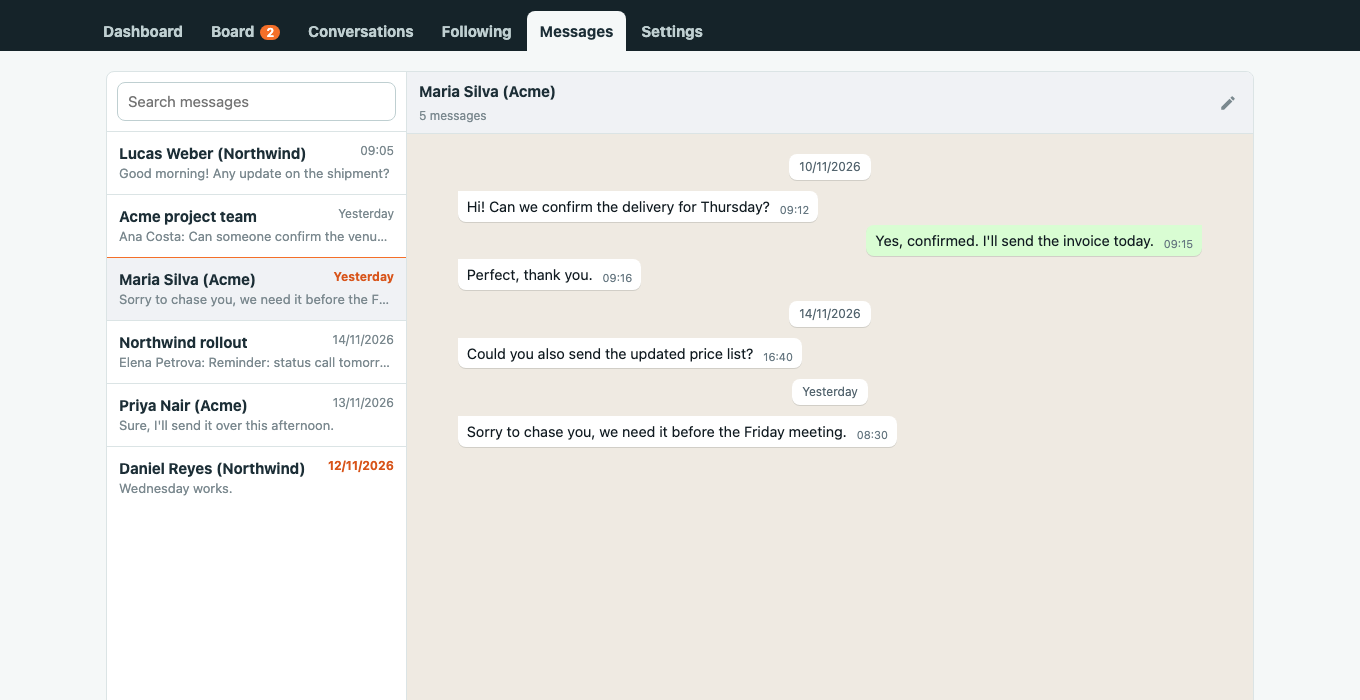 Dashboard
Board 2
Conversations
Following
Messages
Settings
Search messages
Lucas Weber (Northwind) 09:05
Good morning! Any update on the shipment?
Acme project team Yesterday
Ana Costa: Can someone confirm the venu...
Maria Silva (Acme) Yesterday
Sorry to chase you, we need it before the F...
Northwind rollout 14/11/2026
Elena Petrova: Reminder: status call tomorr...
Priya Nair (Acme) 13/11/2026
Sure, I'll send it over this afternoon.
Daniel Reyes (Northwind) 12/11/2026
Wednesday works.
Maria Silva (Acme)
5 messages
10/11/2026
Hi! Can we confirm the delivery for Thursday? 09:12
Yes, confirmed. I'll send the invoice today. 09:15
Perfect, thank you. 09:16
14/11/2026
Could you also send the updated price list? 16:40
Yesterday
Sorry to chase you, we need it before the Friday meeting. 08:30